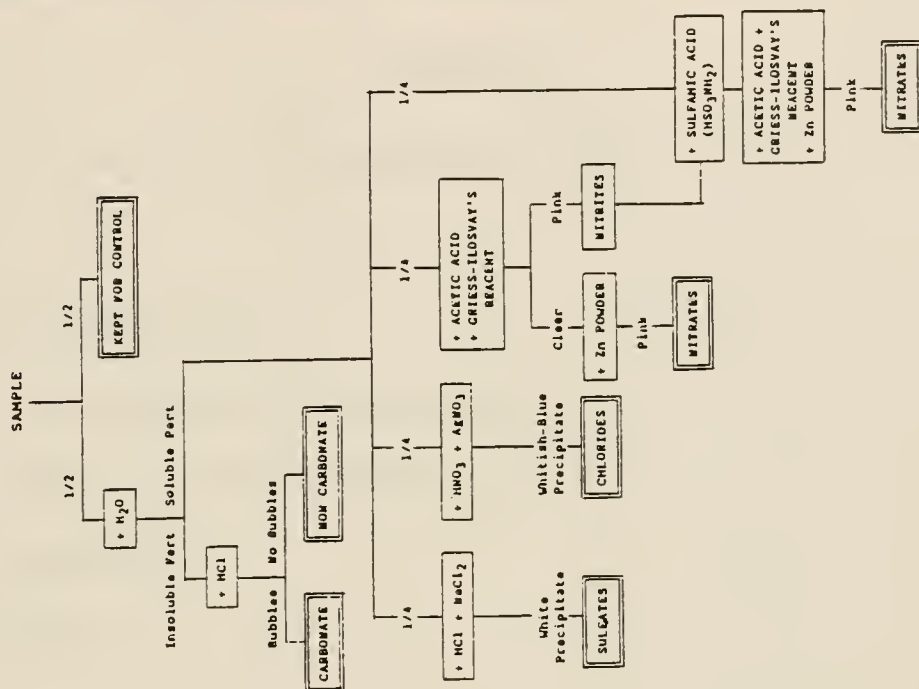 SAMPLE
1/2
1/2
+ H₂O
KEPT FOR CONTROL
Insoluble Part
Soluble Part
+ HCl
Bubbles
No Bubbles
CARBONATE
NON CARBONATE
1/4
1/4
1/4
1/4
+ HCl + BaCl₂
+ HNO₃ + AgNO₃
+ ACETIC ACID
+ GRIESS-ILOSVAY'S
REAGENT
+ SULFAMIC ACID
(HSO₃NH₂)
White
Precipitate
Whitish-Blue
Precipitate
Clear
Pink
SULFATES
CHLORIDES
+ Zn POWDER
NITRITES
+ ACETIC ACID +
GRIESS-ILOSVAY'S
REAGENT
+ Zn POWDER
Pink
Pink
NITRATES
NITRATES